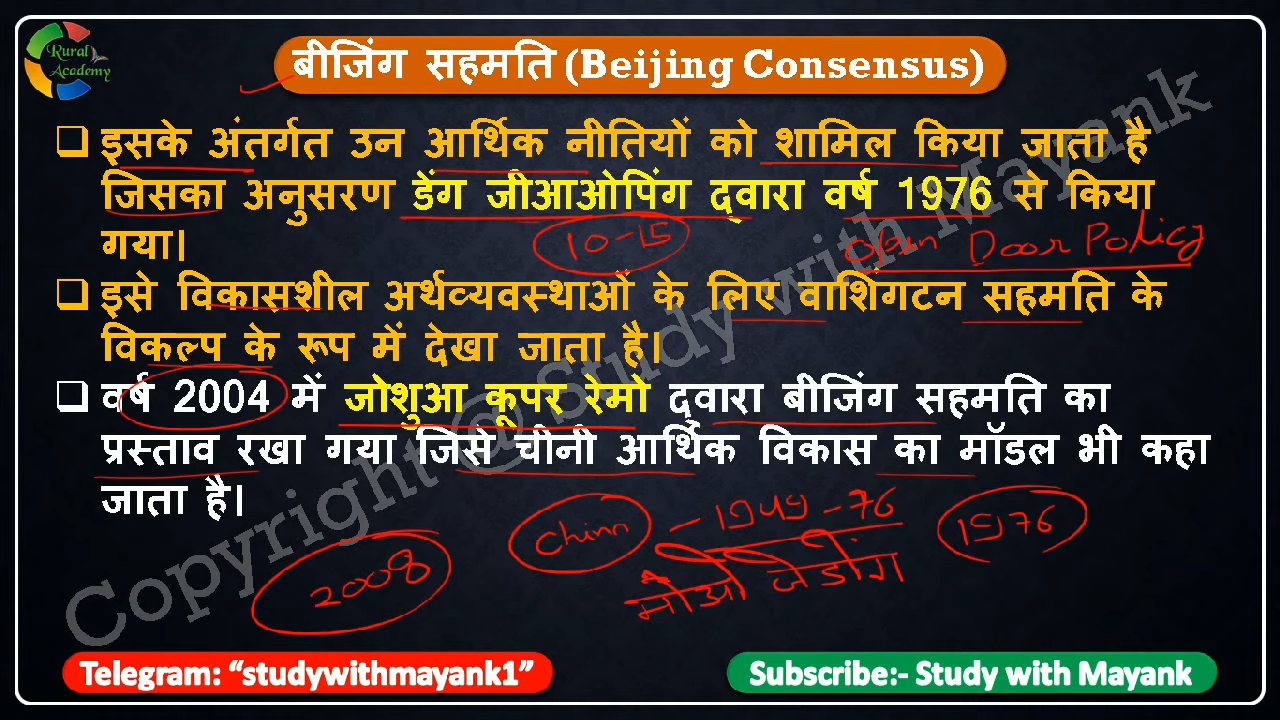 Rural
Academy
बीजिंग सहमति (Beijing Consensus)
इसके अंतर्गत उन आर्थिक नीतियों को शामिल किया जाता है
जिसका अनुसरण डेंग जीआओपिंग द्वारा वर्ष 1976 से किया
गया।
10-15
Open Door Policy
इसे विकासशील अर्थव्यवस्थाओं के लिए वाशिंगटन सहमति के
विकल्प के रूप में देखा जाता है।
वर्ष 2004 में जोशुआ कूपर रेमो द्वारा बीजिंग सहमति का
प्रस्ताव रखा गया जिसे चीनी आर्थिक विकास का मॉडल भी कहा
जाता है।
China - 1949-76
1976
2008
माओ जेडोंग
Copyright @ Study with Mayank
Telegram: “studywithmayank1”
Subscribe:- Study with Mayank